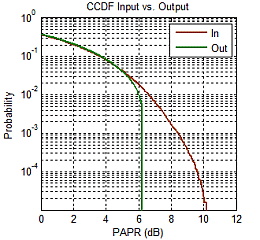 CCDF Input vs. Output
10^0
10^-1
10^-2
10^-3
10^-4
Probability
In
Out
0 2 4 6 8 10 12
PAPR (dB)